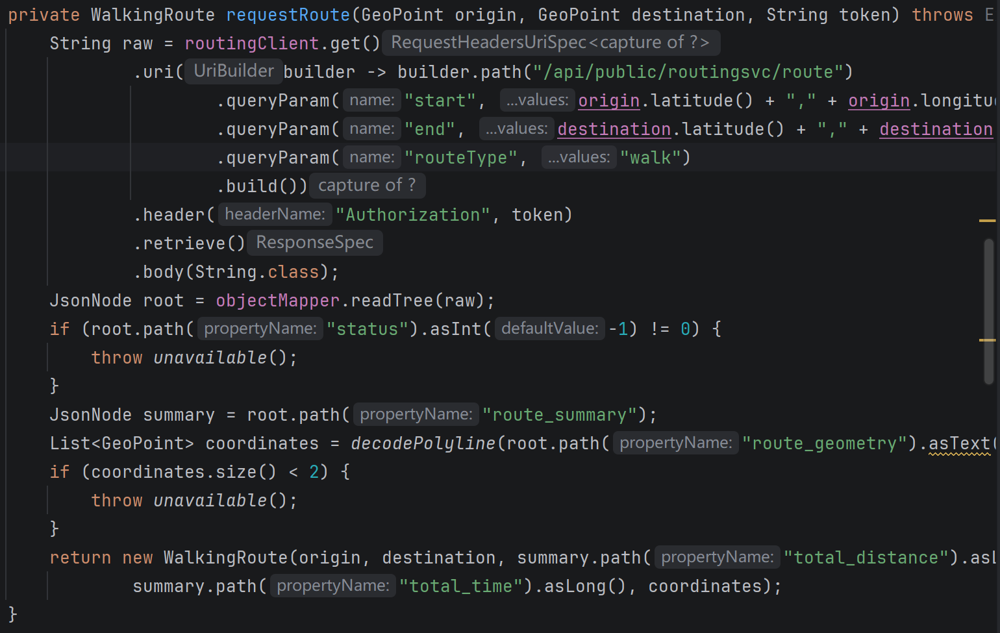 private WalkingRoute requestRoute(GeoPoint origin, GeoPoint destination, String token) throws E
String raw = routingClient.get() RequestHeadersUriSpec<capture of ?>
.uri( UriBuilder builder -> builder.path("/api/public/routingsvc/route")
.queryParam( name: "start", ...values: origin.latitude() + "," + origin.longitu
.queryParam( name: "end", ...values: destination.latitude() + "," + destination
.queryParam( name: "routeType", ...values: "walk")
.build()) capture of ?
.header( headerName: "Authorization", token)
.retrieve() ResponseSpec
.body(String.class);
JsonNode root = objectMapper.readTree(raw);
if (root.path( propertyName: "status").asInt( defaultValue: -1) != 0) {
throw unavailable();
}
JsonNode summary = root.path( propertyName: "route_summary");
List<GeoPoint> coordinates = decodePolyline(root.path( propertyName: "route_geometry").asText(
if (coordinates.size() < 2) {
throw unavailable();
}
return new WalkingRoute(origin, destination, summary.path( propertyName: "total_distance").asL
summary.path( propertyName: "total_time").asLong(), coordinates);
}